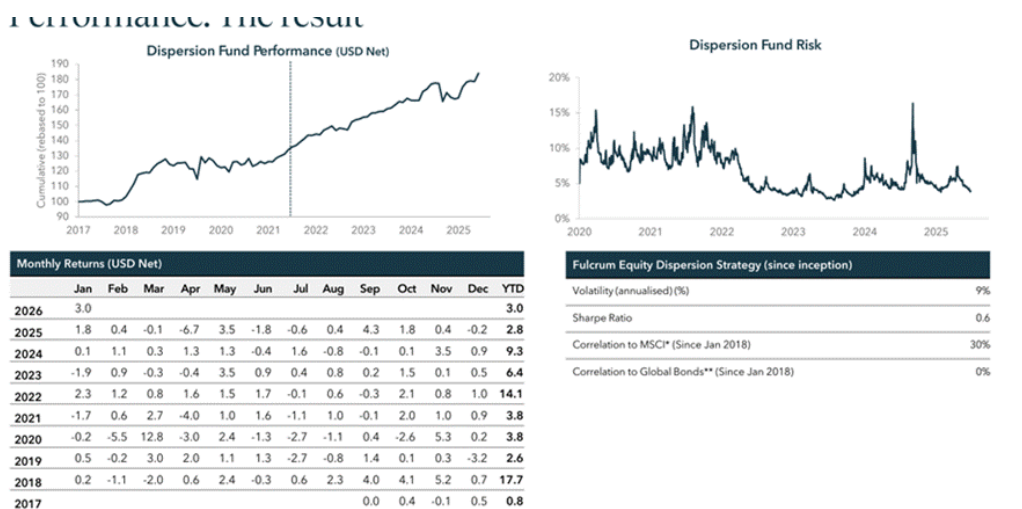 Performance. The result
Dispersion Fund Performance (USD Net)
Cumulative (rebased to 100)
190
180
170
160
150
140
130
120
110
100
90
2017 2018 2019 2020 2021 2022 2023 2024 2025
Dispersion Fund Risk
20%
15%
10%
5%
0%
2020 2021 2022 2023 2024 2025
Monthly Returns (USD Net)
Jan Feb Mar Apr May Jun Jul Aug Sep Oct Nov Dec YTD
2026 3.0 3.0
2025 1.8 0.4 -0.1 -6.7 3.5 -1.8 -0.6 0.4 4.3 1.8 0.4 -0.2 2.8
2024 0.1 1.1 0.3 1.3 1.3 -0.4 1.6 -0.8 -0.1 0.1 3.5 0.9 9.3
2023 -1.9 0.9 -0.3 -0.4 3.5 0.9 0.4 0.8 0.2 1.5 0.1 0.5 6.4
2022 2.3 1.2 0.8 1.6 1.5 1.7 -0.1 0.6 -0.3 2.1 0.8 1.0 14.1
2021 -1.7 0.6 2.7 -4.0 1.0 1.6 -1.1 1.0 -0.1 2.0 1.0 0.9 3.8
2020 -0.2 -5.5 12.8 -3.0 2.4 -1.3 -2.7 -1.1 0.4 -2.6 5.3 0.2 3.8
2019 0.5 -0.2 3.0 2.0 1.1 1.3 -2.7 -0.8 1.4 0.1 0.3 -3.2 2.6
2018 0.2 -1.1 -2.0 0.6 2.4 -0.3 0.6 2.3 4.0 4.1 5.2 0.7 17.7
2017 0.0 0.4 -0.1 0.5 0.8
Fulcrum Equity Dispersion Strategy (since inception)
Volatility (annualised) (%) 9%
Sharpe Ratio 0.6
Correlation to MSCI* (Since Jan 2018) 30%
Correlation to Global Bonds** (Since Jan 2018) 0%